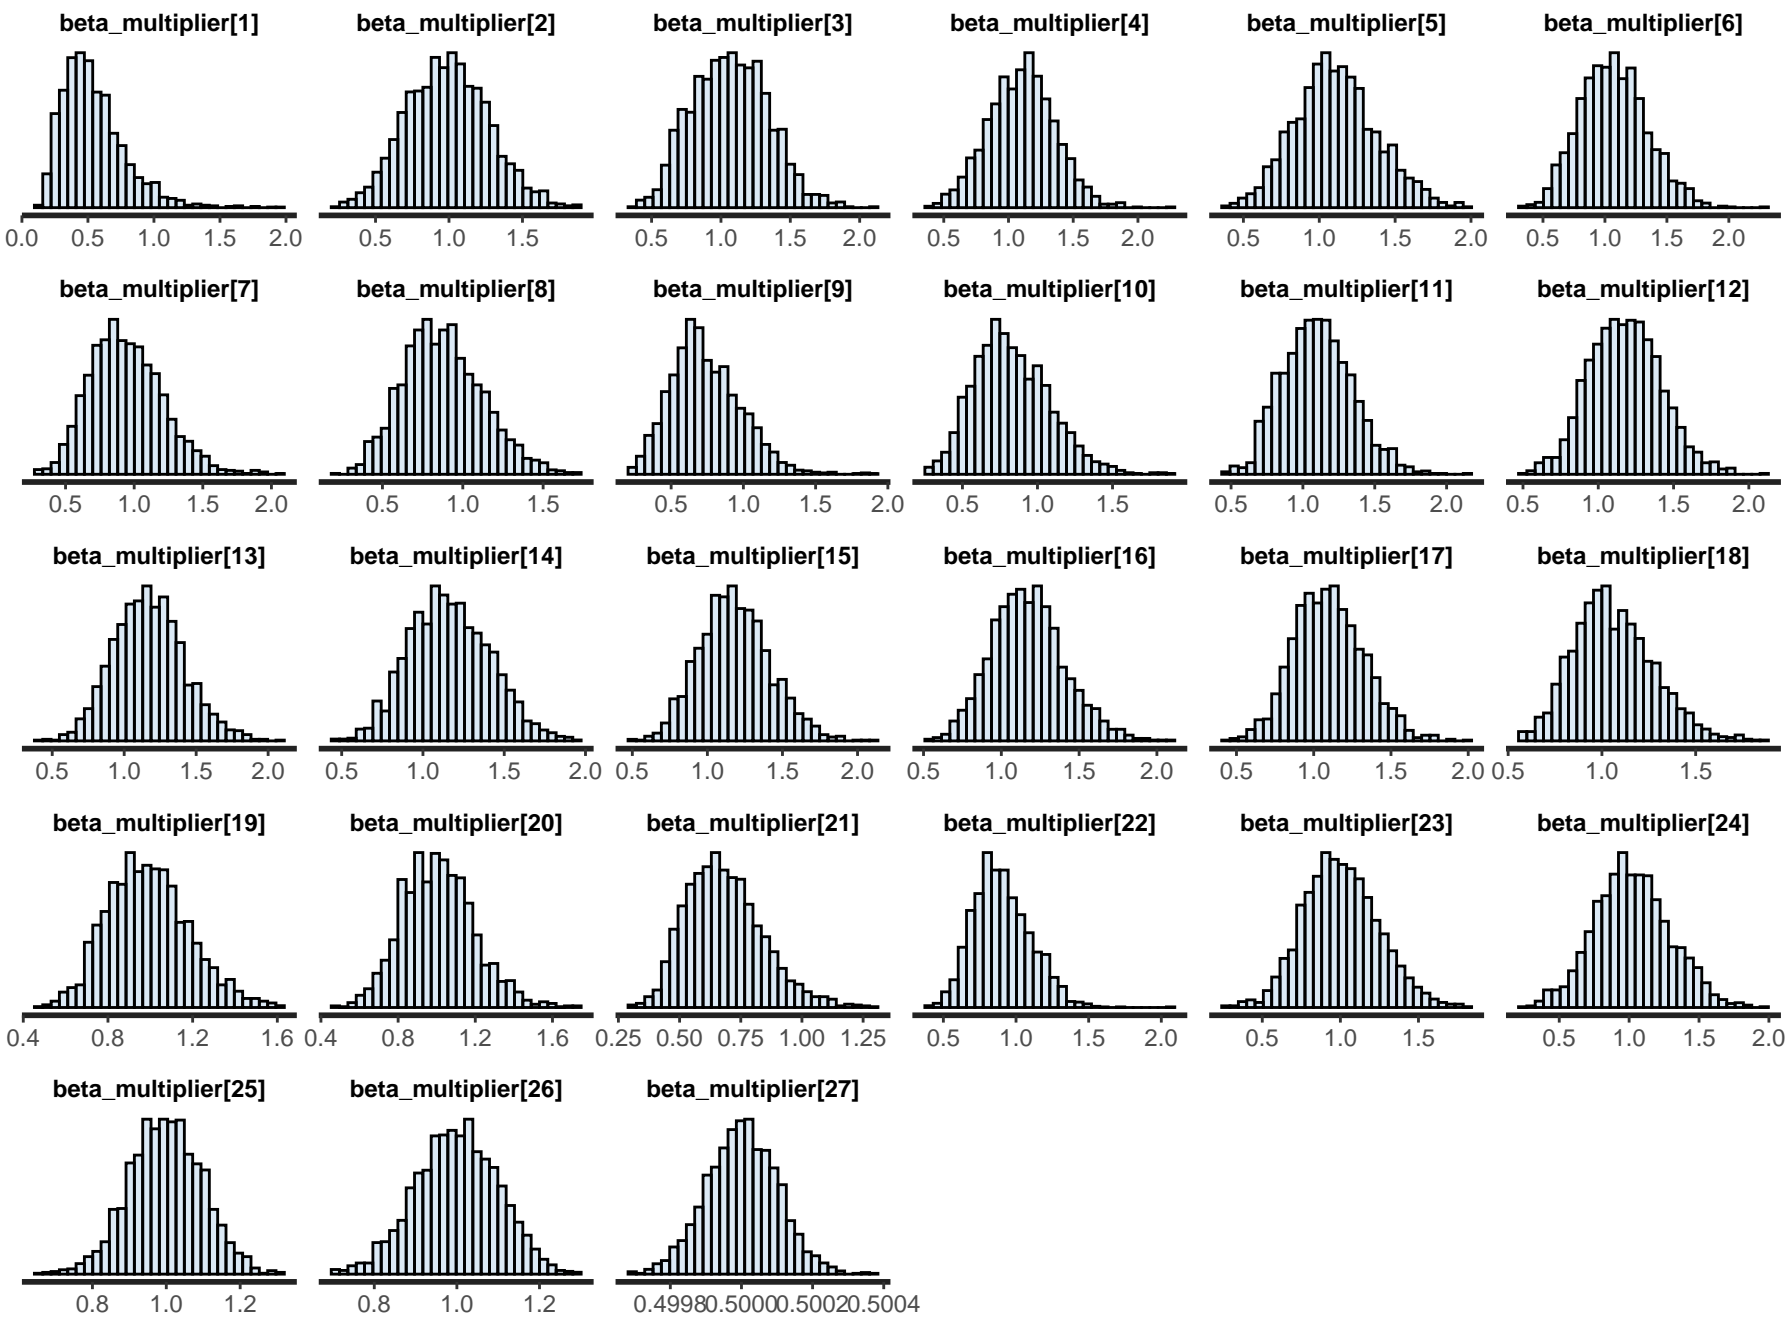 beta_multiplier[1] beta_multiplier[2] beta_multiplier[3] beta_multiplier[4] beta_multiplier[5] beta_multiplier[6]
0.0 0.5 1.0 1.5 2.0 0.5 1.0 1.5 0.5 1.0 1.5 2.0 0.5 1.0 1.5 2.0 0.5 1.0 1.5 2.0 0.5 1.0 1.5 2.0
beta_multiplier[7] beta_multiplier[8] beta_multiplier[9] beta_multiplier[10] beta_multiplier[11] beta_multiplier[12]
0.5 1.0 1.5 2.0 0.5 1.0 1.5 0.5 1.0 1.5 2.0 0.5 1.0 1.5 0.5 1.0 1.5 2.0 0.5 1.0 1.5 2.0
beta_multiplier[13] beta_multiplier[14] beta_multiplier[15] beta_multiplier[16] beta_multiplier[17] beta_multiplier[18]
0.5 1.0 1.5 2.0 0.5 1.0 1.5 2.0 0.5 1.0 1.5 2.0 0.5 1.0 1.5 2.0 0.5 1.0 1.5 2.0 0.5 1.0 1.5
beta_multiplier[19] beta_multiplier[20] beta_multiplier[21] beta_multiplier[22] beta_multiplier[23] beta_multiplier[24]
0.4 0.8 1.2 1.6 0.4 0.8 1.2 1.6 0.25 0.50 0.75 1.00 1.25 0.5 1.0 1.5 2.0 0.5 1.0 1.5 0.5 1.0 1.5 2.0
beta_multiplier[25] beta_multiplier[26] beta_multiplier[27]
0.8 1.0 1.2 0.8 1.0 1.2 0.4998 0.5000 0.5002 0.5004